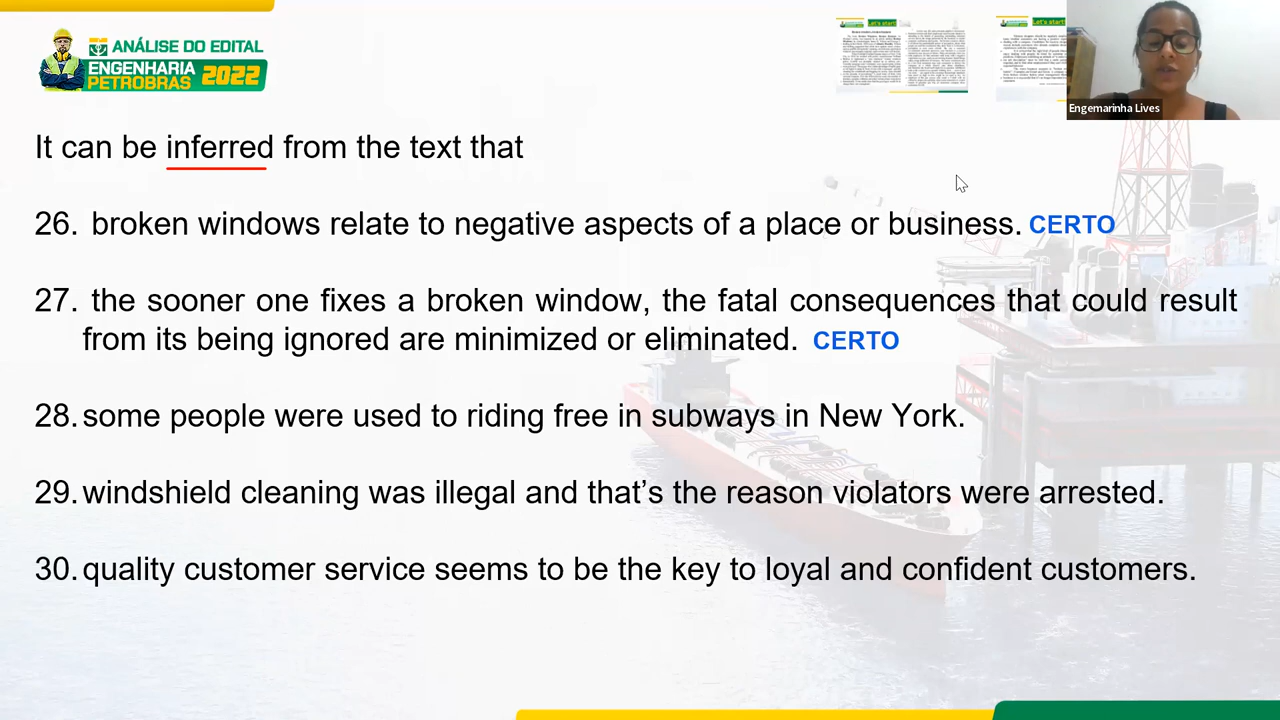 ANÁLISE DO EDITAL
ENGENHARIA
PETROBRAS 2022
Let's start!
Let's start!
Engemarinha Lives
It can be inferred from the text that
26. broken windows relate to negative aspects of a place or business. CERTO
27. the sooner one fixes a broken window, the fatal consequences that could result
from its being ignored are minimized or eliminated. CERTO
28. some people were used to riding free in subways in New York.
29. windshield cleaning was illegal and that’s the reason violators were arrested.
30. quality customer service seems to be the key to loyal and confident customers.